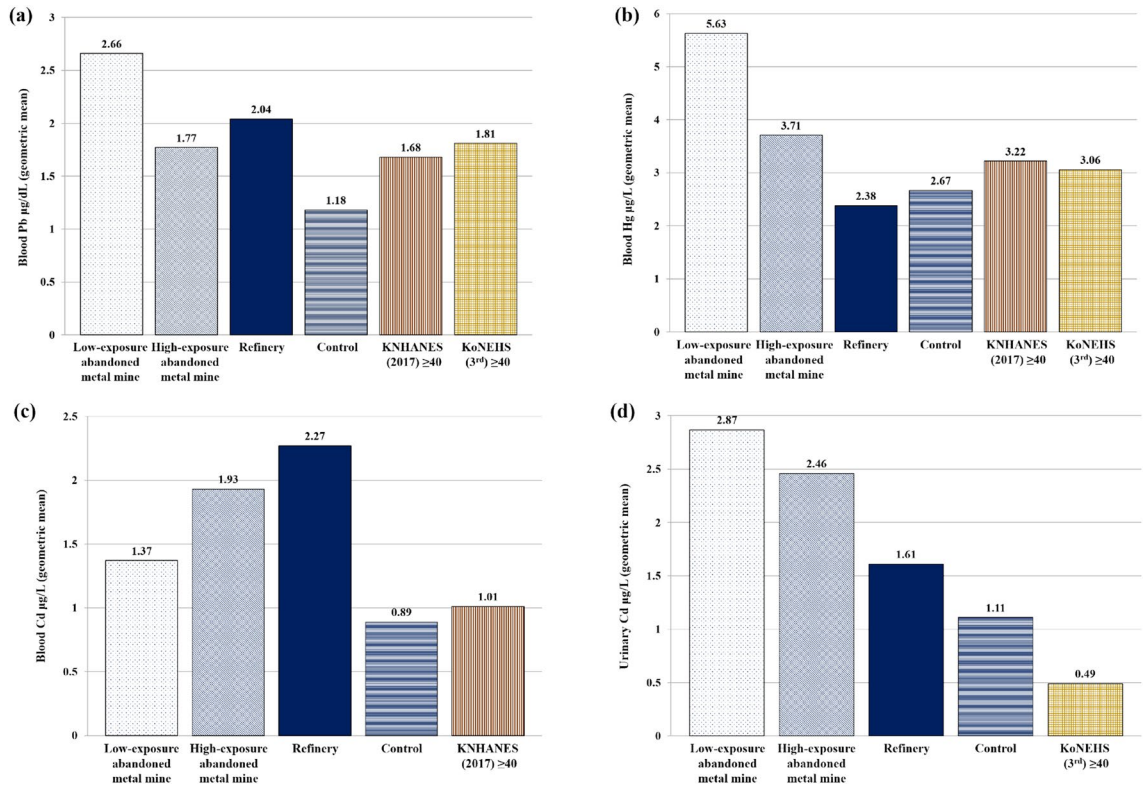 (a)
Blood Pb µg/dL (geometric mean)
3
2.5
2
1.5
1
0.5
0
2.66
1.77
2.04
1.18
1.68
1.81
Low-exposure abandoned metal mine
High-exposure abandoned metal mine
Refinery
Control
KNHANES (2017) ≥40
KoNEHS (3rd) ≥40
(b)
Blood Hg µg/L (geometric mean)
6
5
4
3
2
1
0
5.63
3.71
2.38
2.67
3.22
3.06
Low-exposure abandoned metal mine
High-exposure abandoned metal mine
Refinery
Control
KNHANES (2017) ≥40
KoNEHS (3rd) ≥40
(c)
Blood Cd µg/L (geometric mean)
2.5
2
1.5
1
0.5
0
1.37
1.93
2.27
0.89
1.01
Low-exposure abandoned metal mine
High-exposure abandoned metal mine
Refinery
Control
KNHANES (2017) ≥40
(d)
Urinary Cd µg/L (geometric mean)
3
2.5
2
1.5
1
0.5
0
2.87
2.46
1.61
1.11
0.49
Low-exposure abandoned metal mine
High-exposure abandoned metal mine
Refinery
Control
KoNEHS (3rd) ≥40